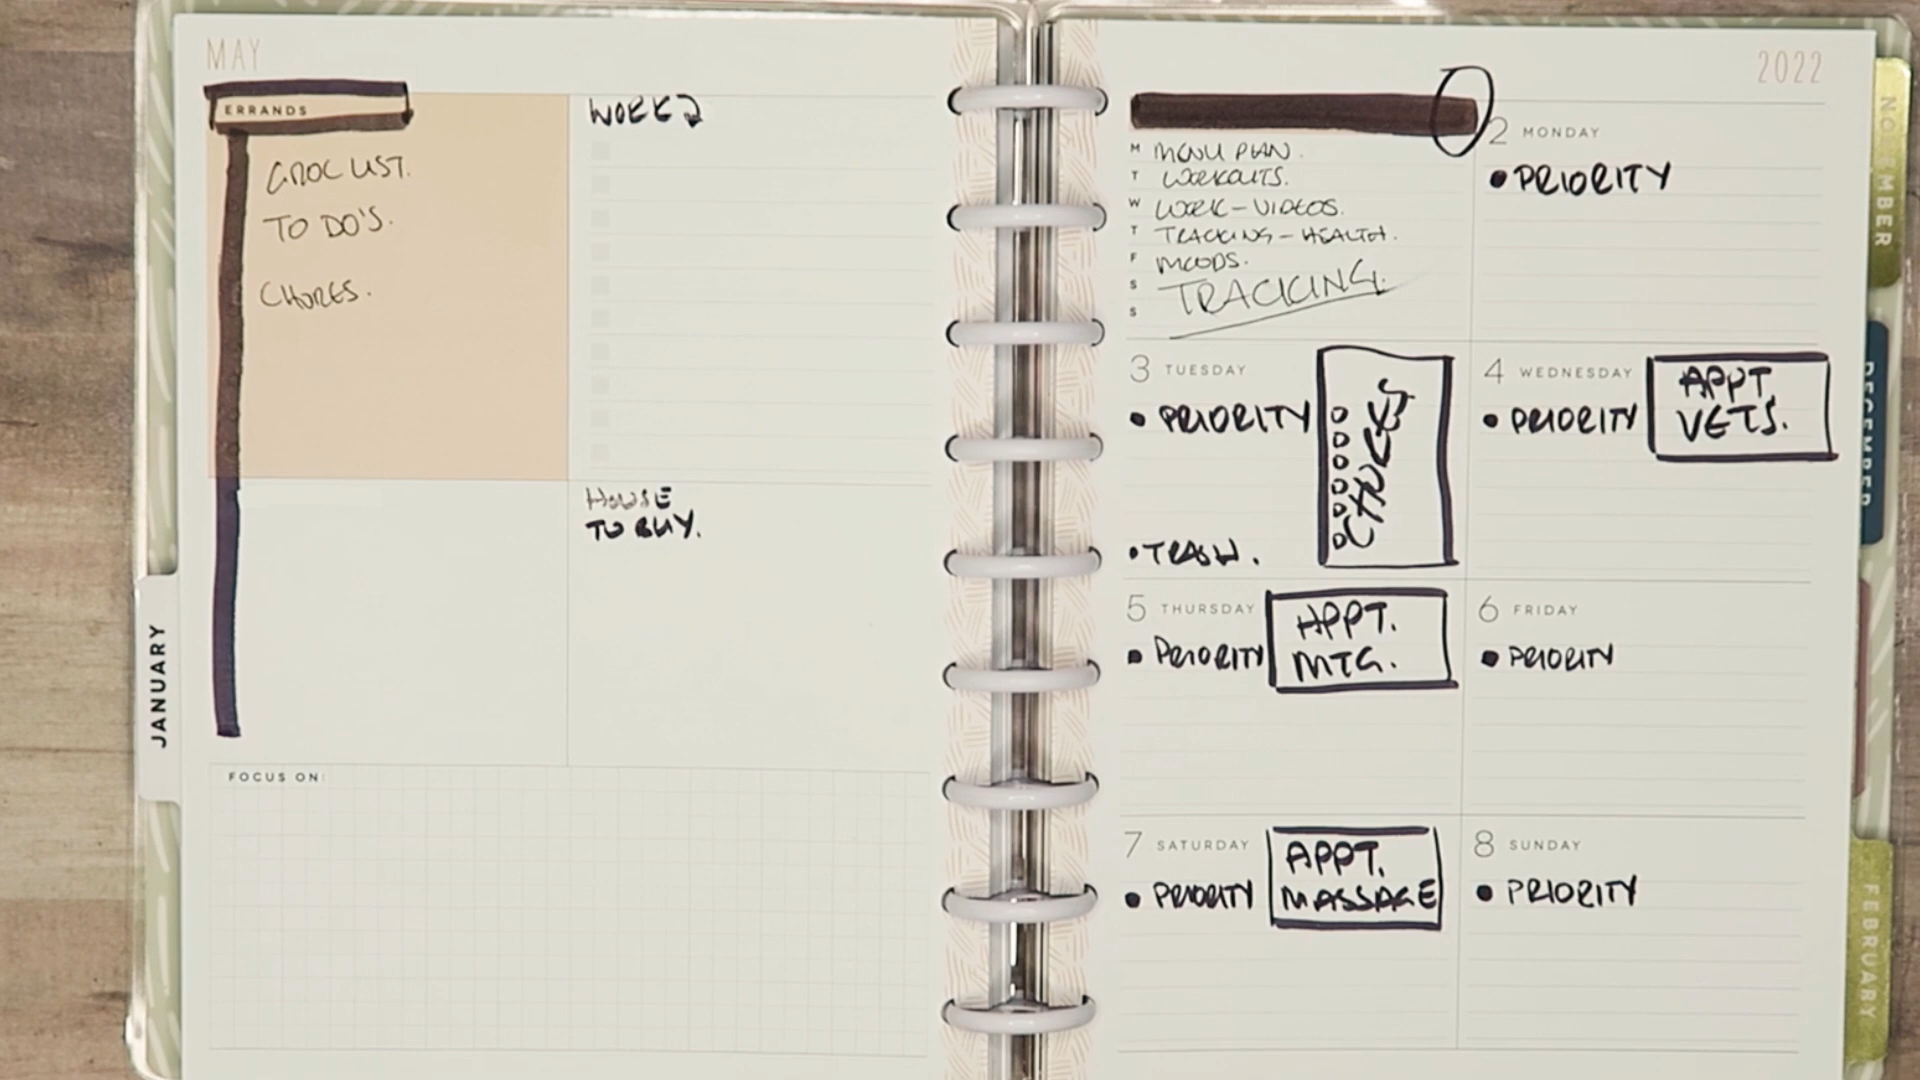 MAY
ERRANDS
GROC LIST.
TO DO'S.
CHORES.
WORK
HOUSE
TO BUY.
FOCUS ON:
JANUARY
2022
M MENU PLAN.
T WORKOUTS.
W WORK - VIDEOS.
T TRACKING - HEALTH.
F MOODS.
S TRACKING.
S
2 MONDAY
• PRIORITY
3 TUESDAY
• PRIORITY
CHORES
• TRASH.
4 WEDNESDAY
• PRIORITY
APPT.
VETS.
5 THURSDAY
• PRIORITY
APPT.
MTG.
6 FRIDAY
• PRIORITY
7 SATURDAY
• PRIORITY
APPT.
MASSAGE
8 SUNDAY
• PRIORITY
NOVEMBER
DECEMBER
FEBRUARY